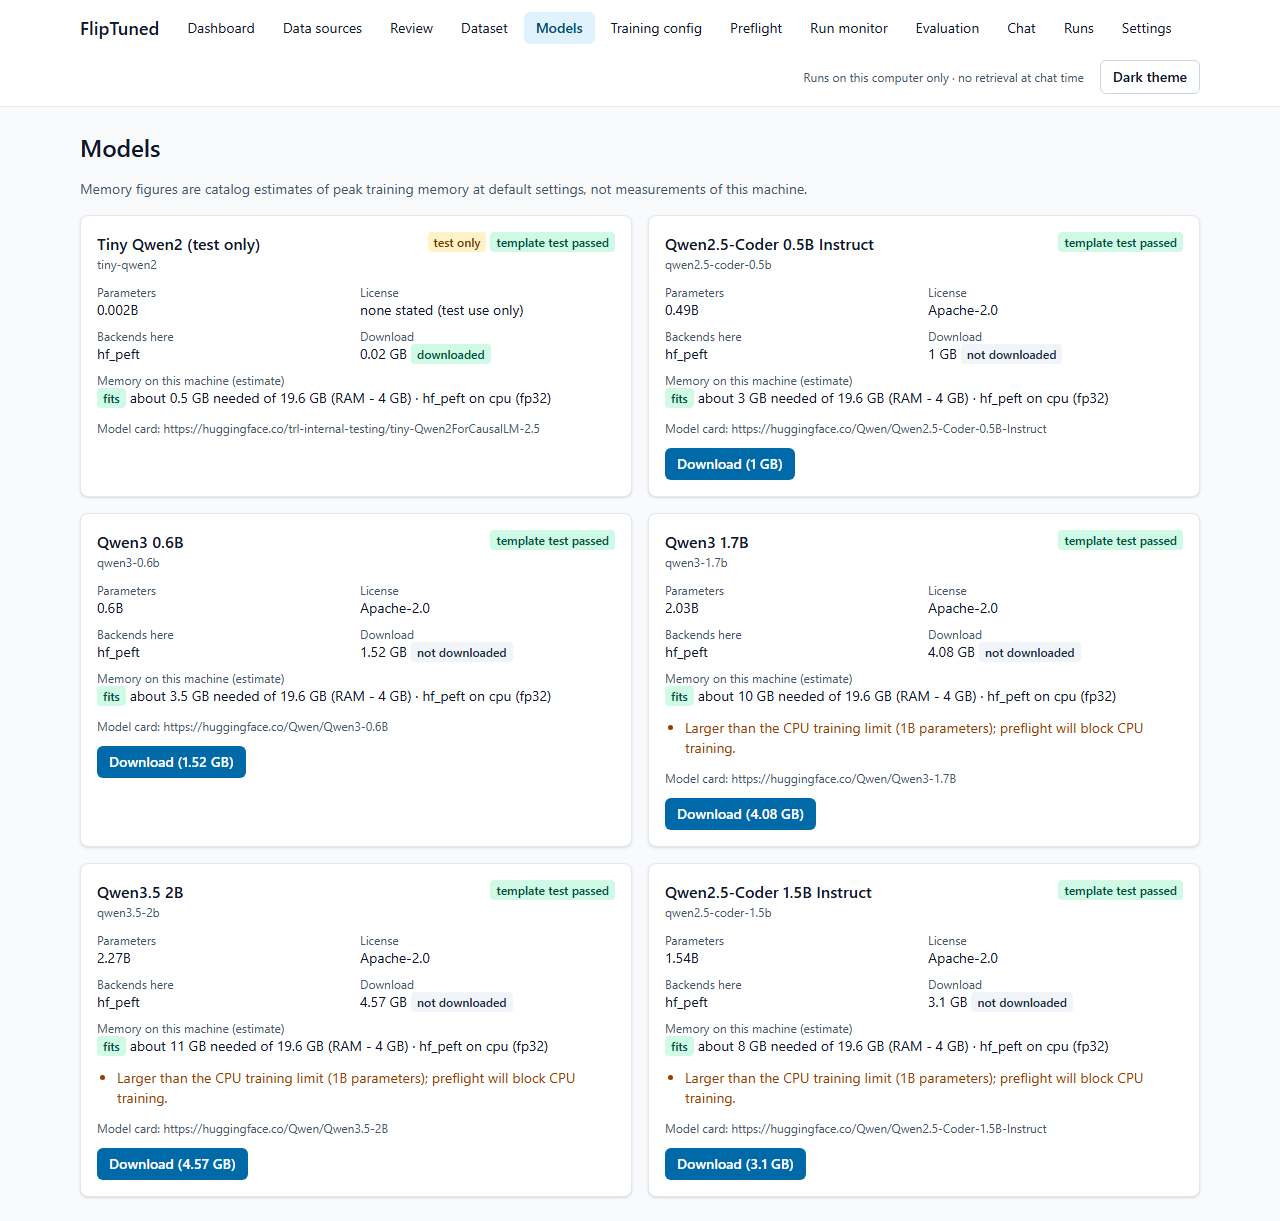 FlipTuned Dashboard Data sources Review Dataset Models Training config Preflight Run monitor Evaluation Chat Runs Settings
Runs on this computer only · no retrieval at chat time Dark theme
Models
Memory figures are catalog estimates of peak training memory at default settings, not measurements of this machine.
Tiny Qwen2 (test only) test only template test passed
tiny-qwen2
Parameters License
0.002B none stated (test use only)
Backends here Download
hf_peft 0.02 GB downloaded
Memory on this machine (estimate)
fits about 0.5 GB needed of 19.6 GB (RAM - 4 GB) · hf_peft on cpu (fp32)
Model card: https://huggingface.co/trl-internal-testing/tiny-Qwen2ForCausalLM-2.5
Qwen2.5-Coder 0.5B Instruct template test passed
qwen2.5-coder-0.5b
Parameters License
0.49B Apache-2.0
Backends here Download
hf_peft 1 GB not downloaded
Memory on this machine (estimate)
fits about 3 GB needed of 19.6 GB (RAM - 4 GB) · hf_peft on cpu (fp32)
Model card: https://huggingface.co/Qwen/Qwen2.5-Coder-0.5B-Instruct
Download (1 GB)
Qwen3 0.6B template test passed
qwen3-0.6b
Parameters License
0.6B Apache-2.0
Backends here Download
hf_peft 1.52 GB not downloaded
Memory on this machine (estimate)
fits about 3.5 GB needed of 19.6 GB (RAM - 4 GB) · hf_peft on cpu (fp32)
Model card: https://huggingface.co/Qwen/Qwen3-0.6B
Download (1.52 GB)
Qwen3 1.7B template test passed
qwen3-1.7b
Parameters License
2.03B Apache-2.0
Backends here Download
hf_peft 4.08 GB not downloaded
Memory on this machine (estimate)
fits about 10 GB needed of 19.6 GB (RAM - 4 GB) · hf_peft on cpu (fp32)
• Larger than the CPU training limit (1B parameters); preflight will block CPU
training.
Model card: https://huggingface.co/Qwen/Qwen3-1.7B
Download (4.08 GB)
Qwen3.5 2B template test passed
qwen3.5-2b
Parameters License
2.27B Apache-2.0
Backends here Download
hf_peft 4.57 GB not downloaded
Memory on this machine (estimate)
fits about 11 GB needed of 19.6 GB (RAM - 4 GB) · hf_peft on cpu (fp32)
• Larger than the CPU training limit (1B parameters); preflight will block CPU
training.
Model card: https://huggingface.co/Qwen/Qwen3.5-2B
Download (4.57 GB)
Qwen2.5-Coder 1.5B Instruct template test passed
qwen2.5-coder-1.5b
Parameters License
1.54B Apache-2.0
Backends here Download
hf_peft 3.1 GB not downloaded
Memory on this machine (estimate)
fits about 8 GB needed of 19.6 GB (RAM - 4 GB) · hf_peft on cpu (fp32)
• Larger than the CPU training limit (1B parameters); preflight will block CPU
training.
Model card: https://huggingface.co/Qwen/Qwen2.5-Coder-1.5B-Instruct
Download (3.1 GB)